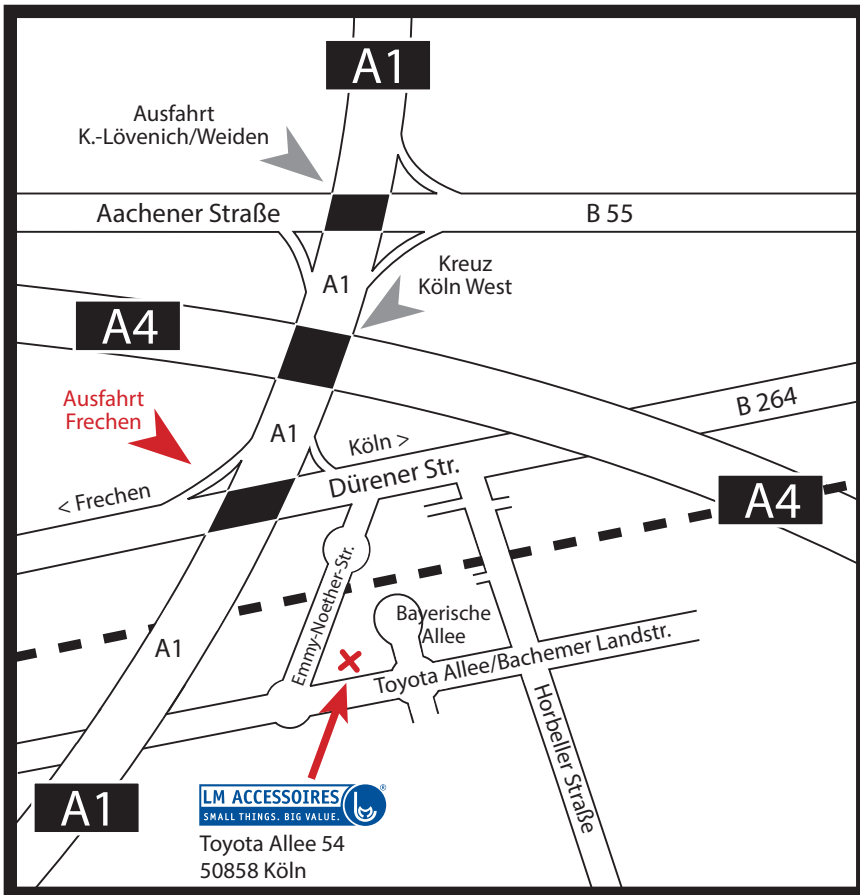 A1
Ausfahrt
K.-Lövenich/Weiden
Aachener Straße
B 55
Kreuz
Köln West
A1
A4
Ausfahrt
Frechen
B 264
A1
Köln >
Dürener Str.
< Frechen
A4
Emmy-Noether-Str.
Bayerische
Allee
A1
Toyota Allee/Bachemer Landstr.
Horbeller Straße
A1
LM ACCESSOIRES ®
SMALL THINGS. BIG VALUE.
Toyota Allee 54
50858 Köln